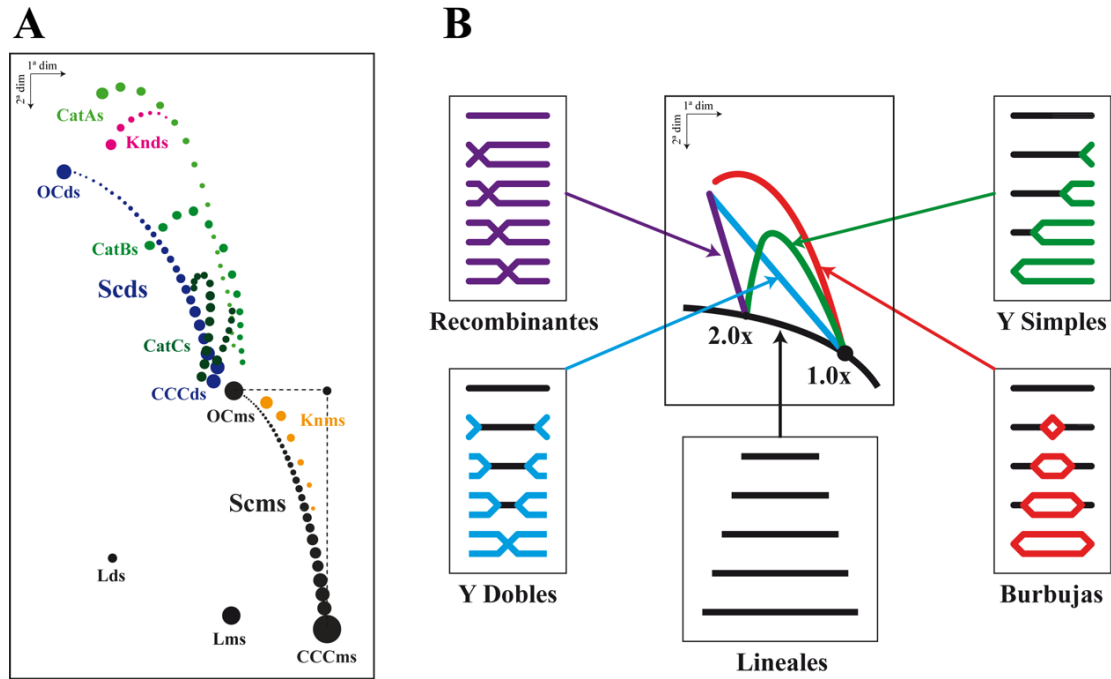 A
1ª dim
2ª dim
CatAs
Knds
OCds
CatBs
Scds
CatCs
CCCds
OCms
Knms
Scms
Lds
Lms
CCCms
B
1ª dim
2ª dim
2.0x
1.0x
Recombinantes
Y Simples
Y Dobles
Burbujas
Lineales